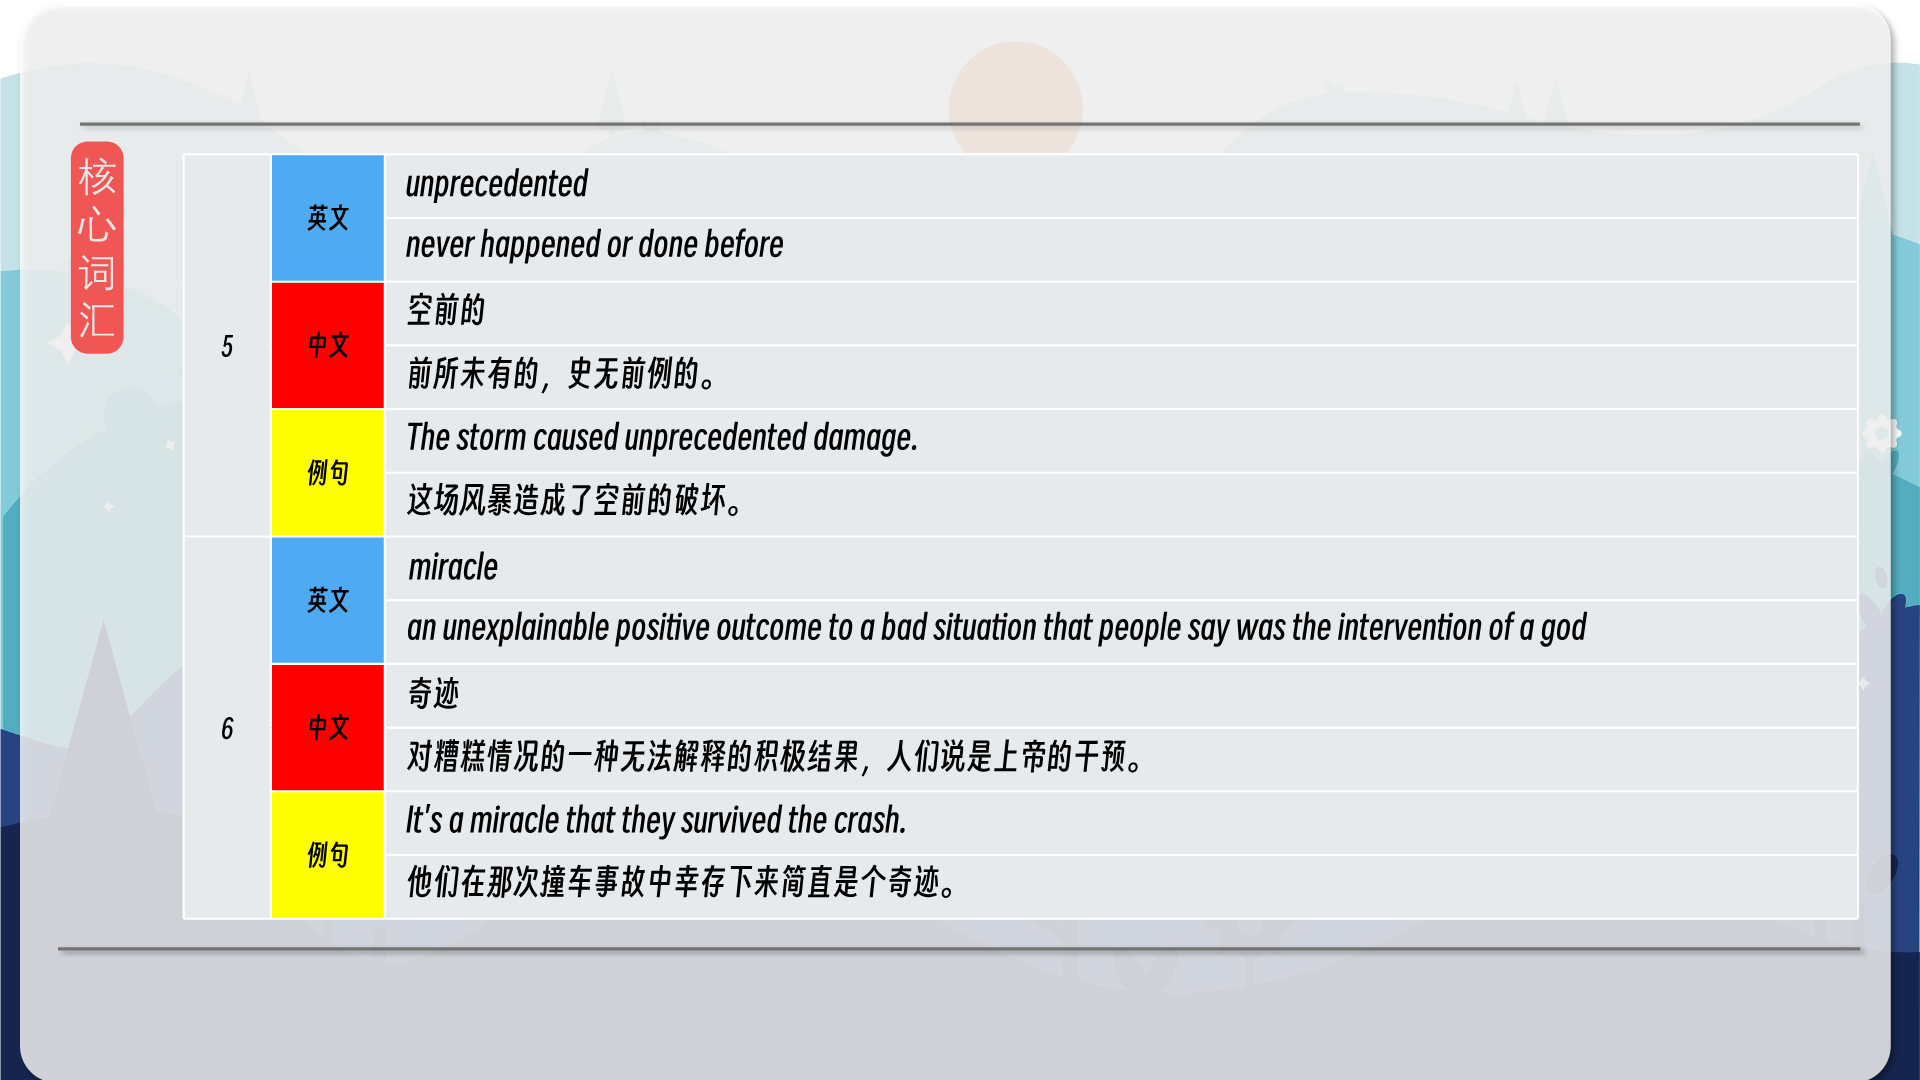 核心词汇
5
英文
unprecedented
never happened or done before
中文
空前的
前所未有的，史无前例的。
例句
The storm caused unprecedented damage.
这场风暴造成了空前的破坏。
6
英文
miracle
an unexplainable positive outcome to a bad situation that people say was the intervention of a god
中文
奇迹
对糟糕情况的一种无法解释的积极结果，人们说是上帝的干预。
例句
It's a miracle that they survived the crash.
他们在那次撞车事故中幸存下来简直是个奇迹。